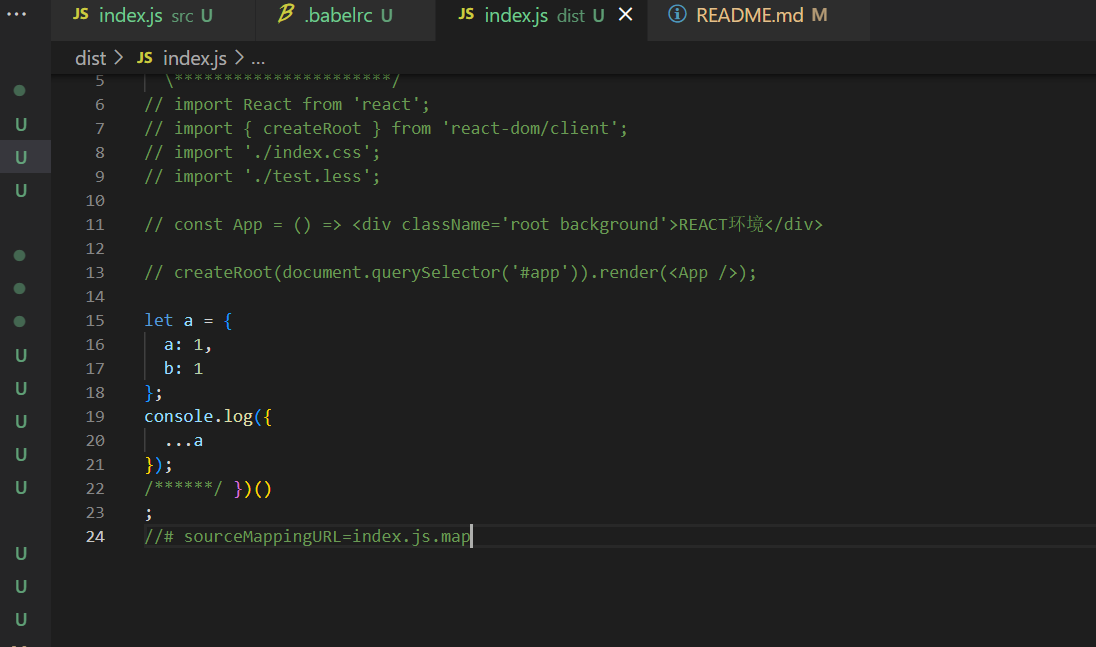 ··· JS index.js src U .babelrc U JS index.js dist U × README.md M
dist > JS index.js > ...
5 \**********************/
U 6 // import React from 'react';
7 // import { createRoot } from 'react-dom/client';
U 8 // import './index.css';
U 9 // import './test.less';
10
11 // const App = () => <div className='root background'>REACT环境</div>
12
13 // createRoot(document.querySelector('#app')).render(<App />);
14
15 let a = {
U 16 a: 1,
17 b: 1
U 18 };
19 console.log({
U 20 ...a
U 21 });
U 22 /******/ })()
23 ;
U 24 //# sourceMappingURL=index.js.map
U
U